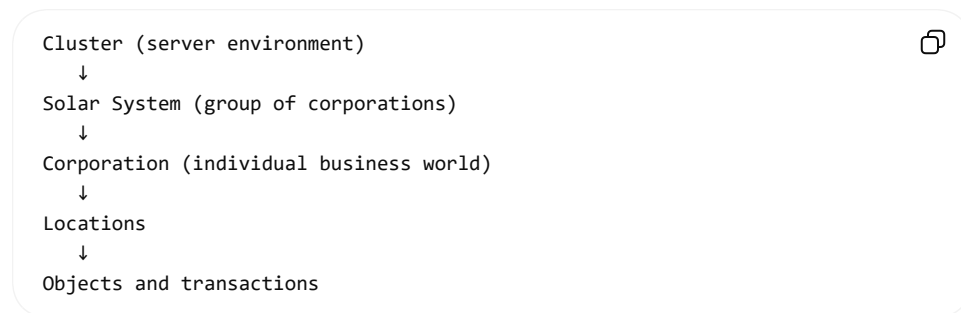 Cluster (server environment)
↓
Solar System (group of corporations)
↓
Corporation (individual business world)
↓
Locations
↓
Objects and transactions